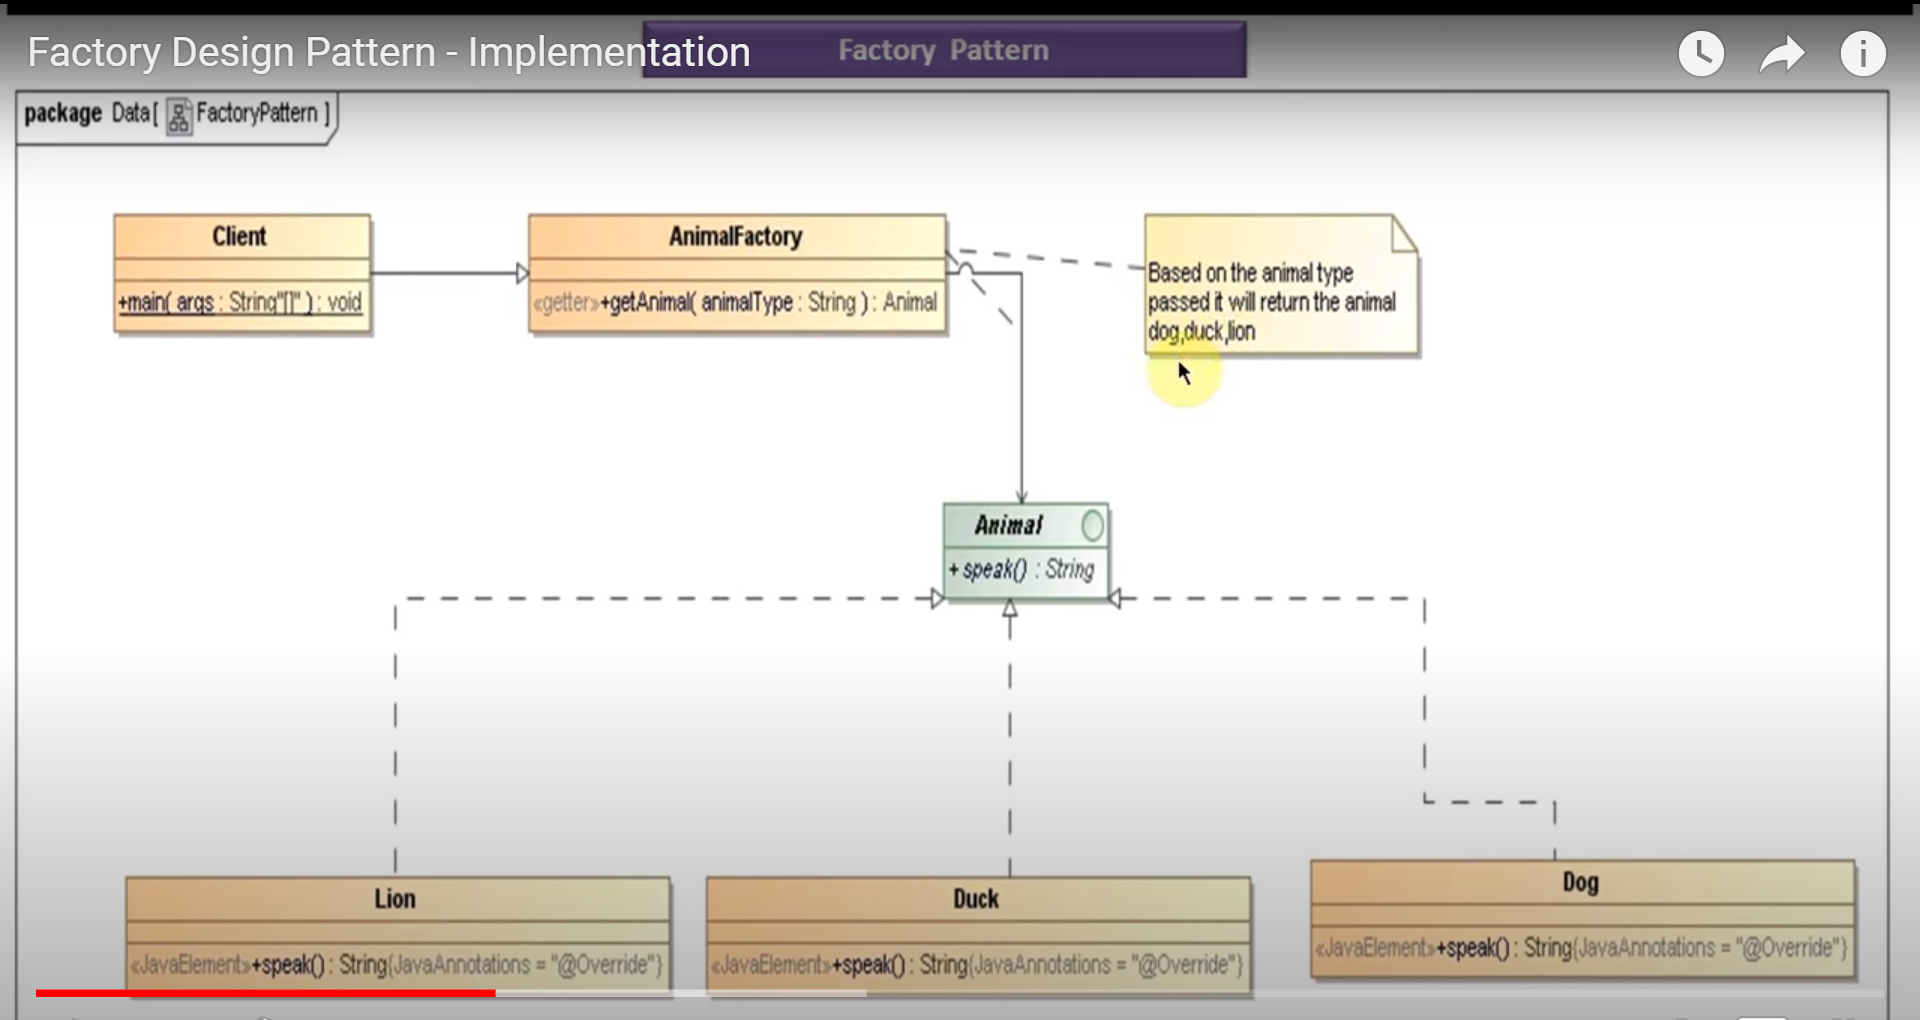 Factory Design Pattern - Implementation
Factory Pattern
package Data[ FactoryPattern ]
Client
+main( args : String"[]" ) : void
AnimalFactory
«getter»+getAnimal( animalType : String ) : Animal
Based on the animal type
passed it will return the animal
dog,duck,lion
Animal
+ speak() : String
Lion
«JavaElement»+speak() : String{JavaAnnotations = "@Override"}
Duck
«JavaElement»+speak() : String{JavaAnnotations = "@Override"}
Dog
«JavaElement»+speak() : String{JavaAnnotations = "@Override"}